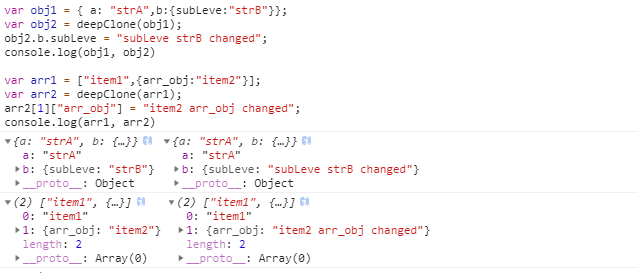 var obj1 = { a: "strA",b:{subLeve:"strB"}};
var obj2 = deepClone(obj1);
obj2.b.subLeve = "subLeve strB changed";
console.log(obj1, obj2)
var arr1 = ["item1",{arr_obj:"item2"}];
var arr2 = deepClone(arr1);
arr2[1]["arr_obj"] = "item2 arr_obj changed";
console.log(arr1, arr2)
▼{a: "strA", b: {…}} i ▼{a: "strA", b: {…}} i
a: "strA" a: "strA"
▶b: {subLeve: "strB"} ▶b: {subLeve: "subLeve strB changed"}
▶__proto__: Object ▶__proto__: Object
▼(2) ["item1", {…}] i ▼(2) ["item1", {…}] i
0: "item1" 0: "item1"
▶1: {arr_obj: "item2"} ▶1: {arr_obj: "item2 arr_obj changed"}
length: 2 length: 2
▶__proto__: Array(0) ▶__proto__: Array(0)